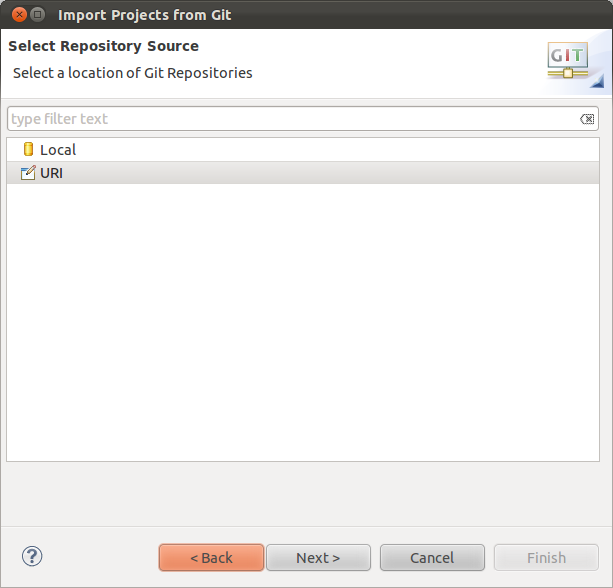 Import Projects from Git
Select Repository Source
Select a location of Git Repositories
GIT
type filter text
Local
URI
?
< Back
Next >
Cancel
Finish